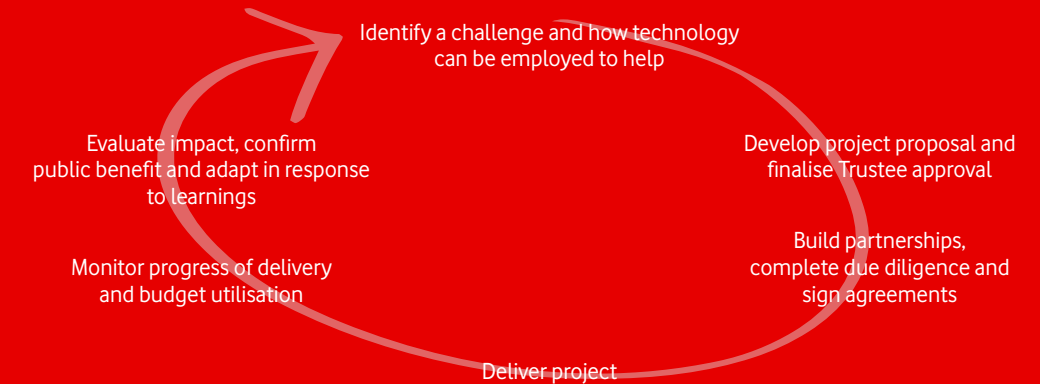 Identify a challenge and how technology
can be employed to help
Develop project proposal and
finalise Trustee approval
Build partnerships,
complete due diligence and
sign agreements
Deliver project
Monitor progress of delivery
and budget utilisation
Evaluate impact, confirm
public benefit and adapt in response
to learnings